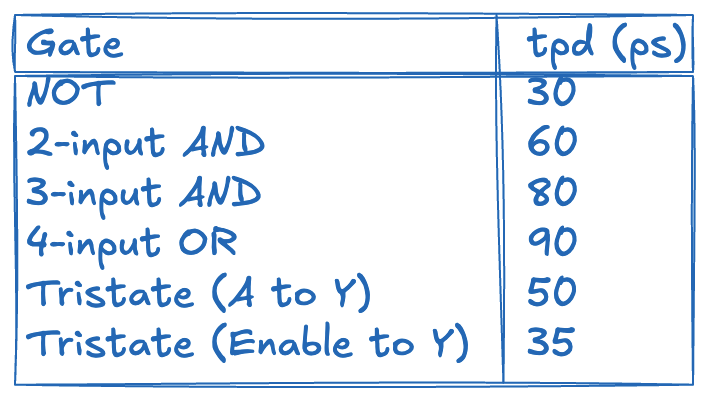 Gate tpd (ps)
NOT 30
2-input AND 60
3-input AND 80
4-input OR 90
Tristate (A to Y) 50
Tristate (Enable to Y) 35